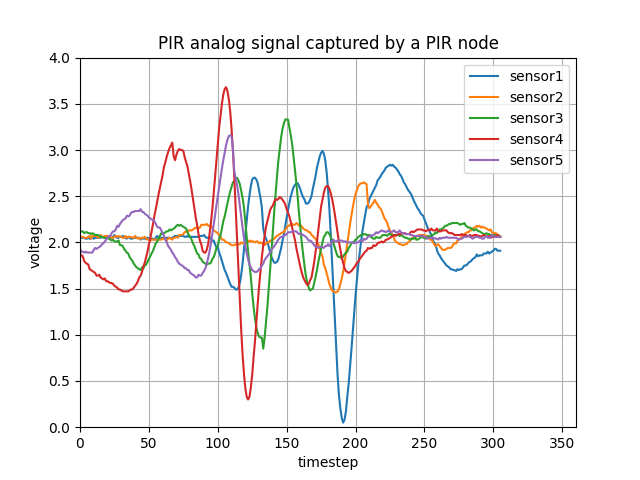 PIR analog signal captured by a PIR node
sensor1
sensor2
sensor3
sensor4
sensor5
voltage
4.0
3.5
3.0
2.5
2.0
1.5
1.0
0.5
0.0
0 50 100 150 200 250 300 350
timestep